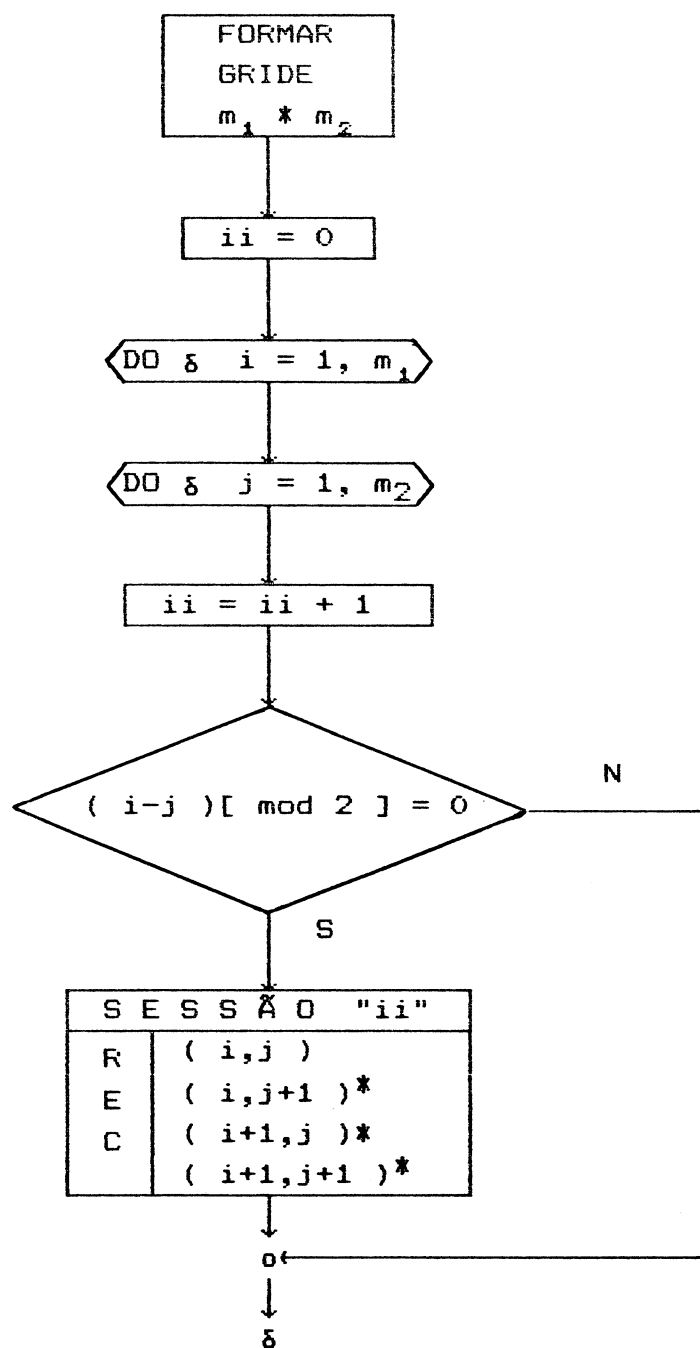 FORMAR
GRIDE
m₁ * m₂
ii = 0
DO δ i = 1, m₁
DO δ j = 1, m₂
ii = ii + 1
( i-j )[ mod 2 ] = 0
N
S
S E S S Ã O "ii"
R
E
C
( i,j )
( i,j+1 )*
( i+1,j )*
( i+1,j+1 )*
o
δ